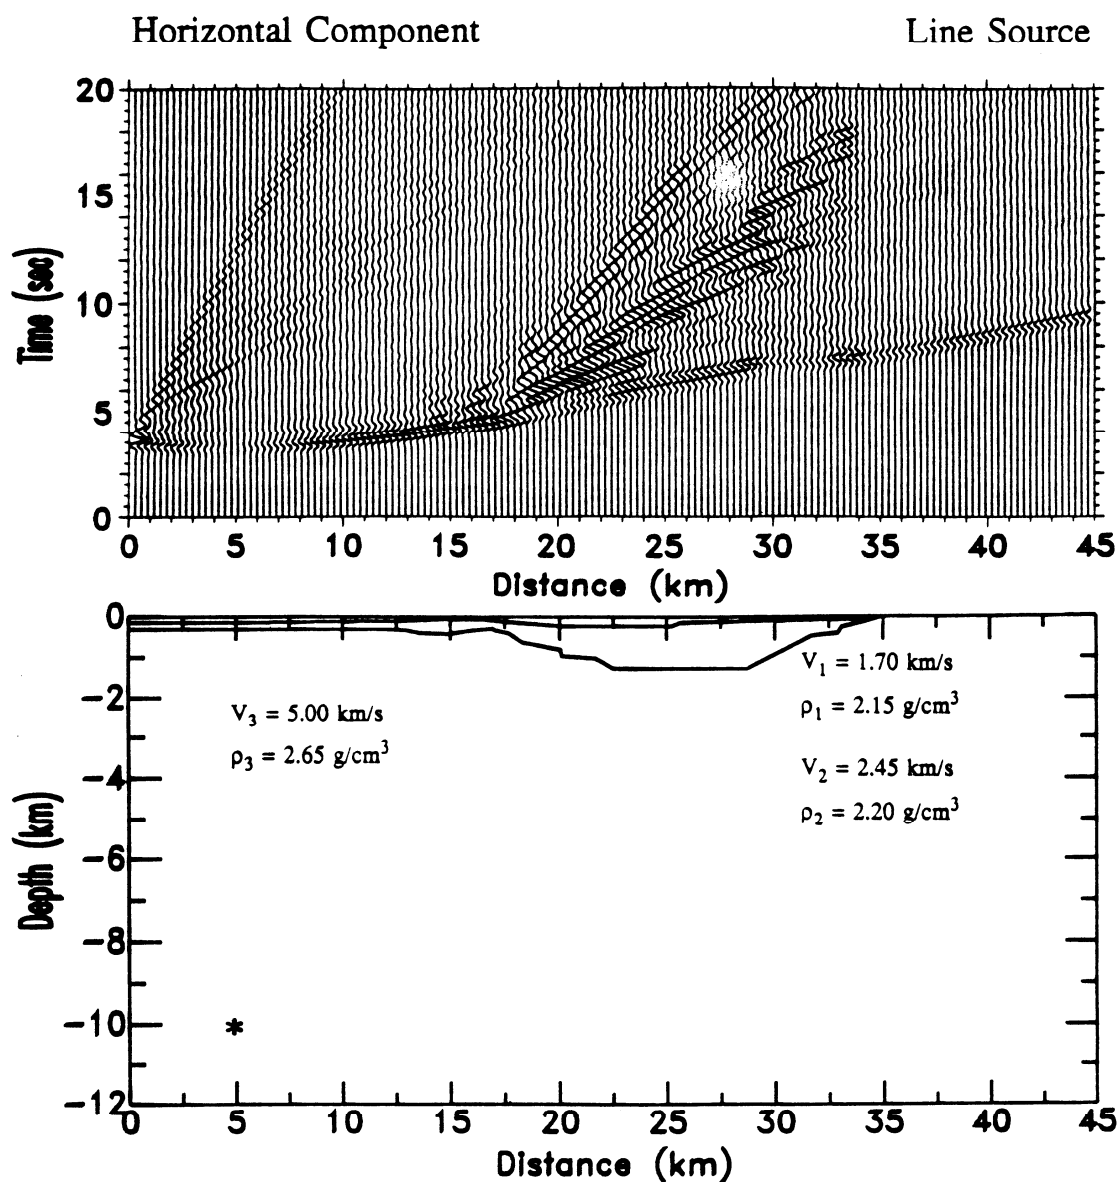 Horizontal Component Line Source
20
15
10
5
0
Time (sec)
0 5 10 15 20 25 30 35 40 45
Distance (km)
0
−2
−4
−6
−8
−10
−12
Depth (km)
V₁ = 1.70 km/s
ρ₁ = 2.15 g/cm³
V₃ = 5.00 km/s
ρ₃ = 2.65 g/cm³
V₂ = 2.45 km/s
ρ₂ = 2.20 g/cm³
*
0 5 10 15 20 25 30 35 40 45
Distance (km)